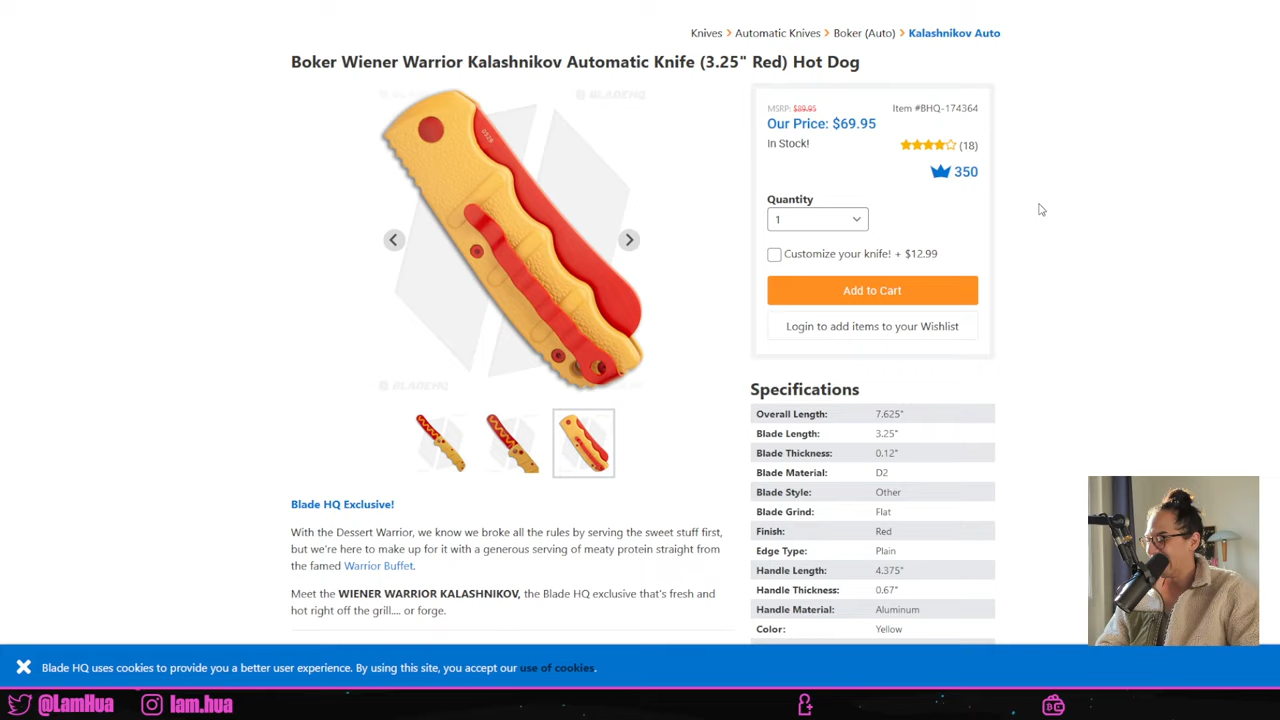 Knives > Automatic Knives > Boker (Auto) > Kalashnikov Auto
Boker Wiener Warrior Kalashnikov Automatic Knife (3.25" Red) Hot Dog
BLADEHQ
BLADEHQ
MSRP: $89.95 Item #BHQ-174364
Our Price: $69.95
In Stock! (18)
350
Quantity
1
Customize your knife! + $12.99
Add to Cart
Login to add items to your Wishlist
Specifications
Overall Length: 7.625"
Blade Length: 3.25"
Blade Thickness: 0.12"
Blade Material: D2
Blade Style: Other
Blade Grind: Flat
Finish: Red
Edge Type: Plain
Handle Length: 4.375"
Handle Thickness: 0.67"
Handle Material: Aluminum
Color: Yellow
Blade HQ Exclusive!
With the Dessert Warrior, we know we broke all the rules by serving the sweet stuff first,
but we're here to make up for it with a generous serving of meaty protein straight from
the famed Warrior Buffet.
Meet the WIENER WARRIOR KALASHNIKOV, the Blade HQ exclusive that's fresh and
hot right off the grill.... or forge.
Blade HQ uses cookies to provide you a better user experience. By using this site, you accept our use of cookies.
@LamHua lam.hua